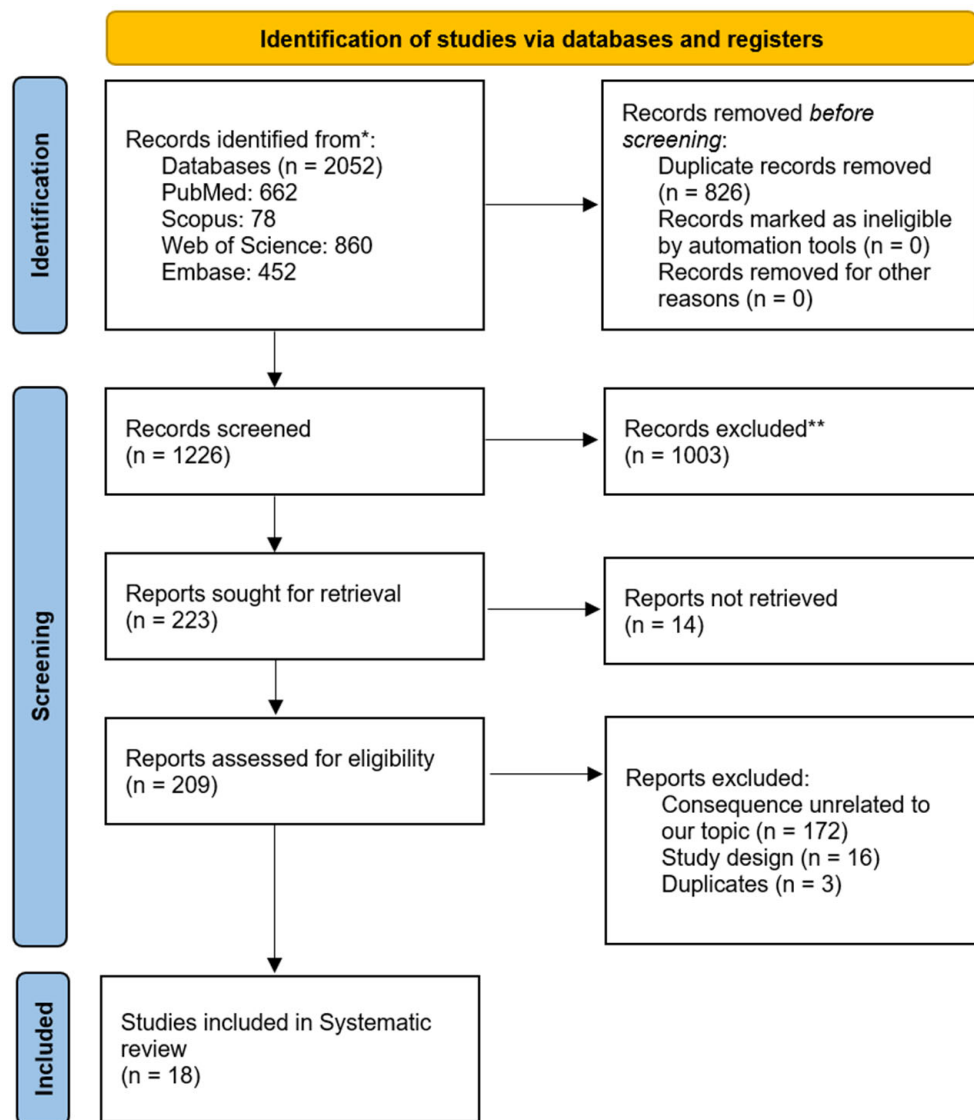 Identification of studies via databases and registers
Identification
Records identified from*:
Databases (n = 2052)
PubMed: 662
Scopus: 78
Web of Science: 860
Embase: 452
Records removed before
screening:
Duplicate records removed
(n = 826)
Records marked as ineligible
by automation tools (n = 0)
Records removed for other
reasons (n = 0)
Screening
Records screened
(n = 1226)
Records excluded**
(n = 1003)
Reports sought for retrieval
(n = 223)
Reports not retrieved
(n = 14)
Reports assessed for eligibility
(n = 209)
Reports excluded:
Consequence unrelated to
our topic (n = 172)
Study design (n = 16)
Duplicates (n = 3)
Included
Studies included in Systematic
review
(n = 18)